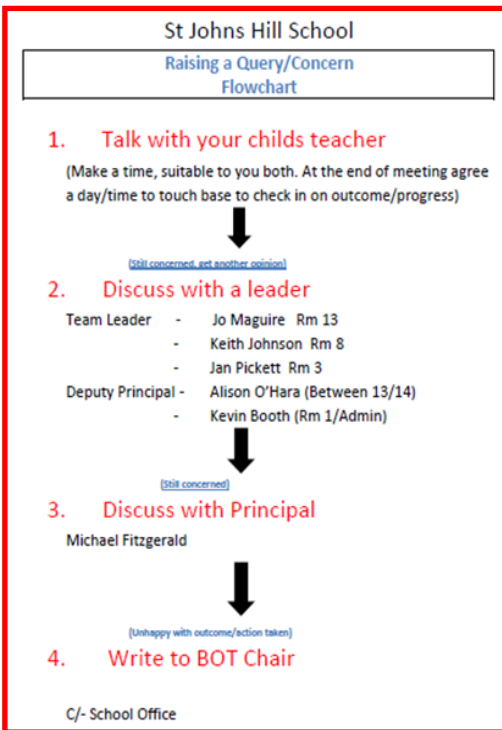 St Johns Hill School
Raising a Query/Concern
Flowchart
1. Talk with your childs teacher
(Make a time, suitable to you both. At the end of meeting agree
a day/time to touch base to check in on outcome/progress)
(Still concerned, get another opinion)
2. Discuss with a leader
Team Leader - Jo Maguire Rm 13
- Keith Johnson Rm 8
- Jan Pickett Rm 3
Deputy Principal - Alison O'Hara (Between 13/14)
- Kevin Booth (Rm 1/Admin)
(Still concerned)
3. Discuss with Principal
Michael Fitzgerald
(Unhappy with outcome/action taken)
4. Write to BOT Chair
C/- School Office